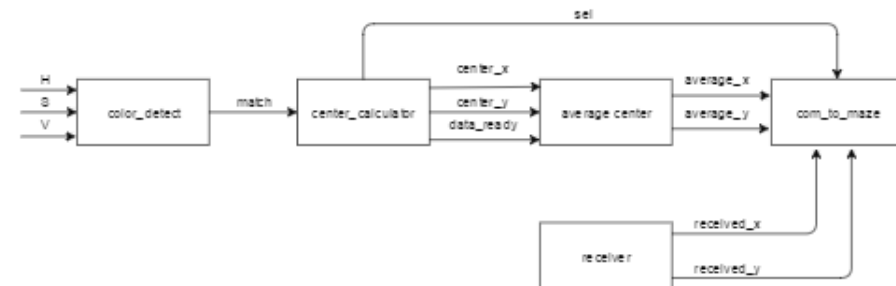 sel
H
S
V
color_detect
match
center_calculator
center_x
center_y
data_ready
average center
average_x
average_y
com_to_maze
receiver
received_x
received_y